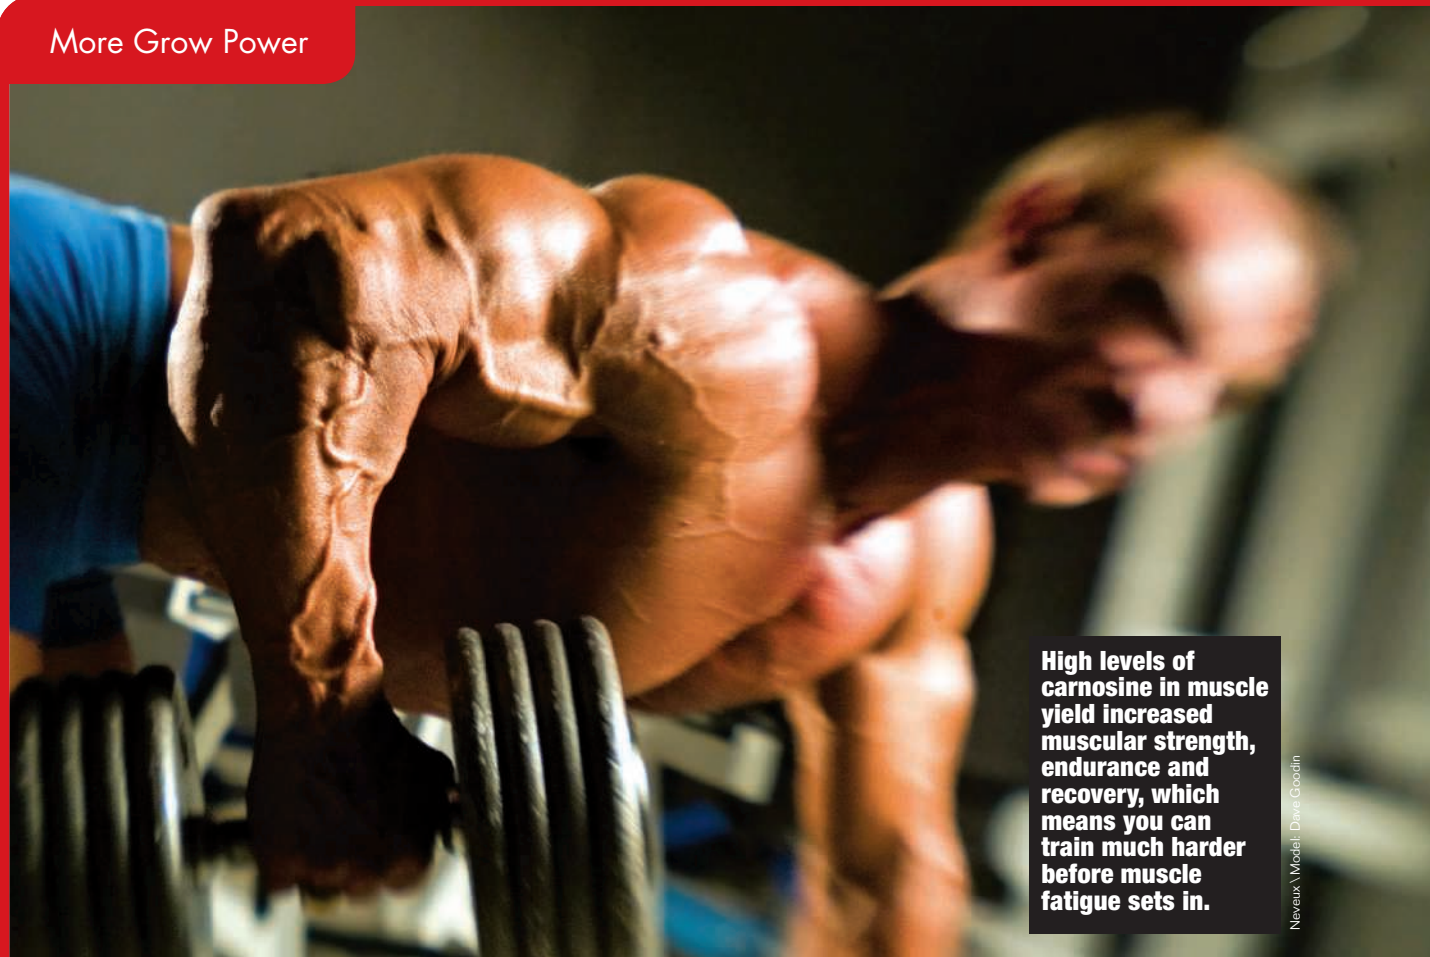 More Grow Power
High levels of
carnosine in muscle
yield increased
muscular strength,
endurance and
recovery, which
means you can
train much harder
before muscle
fatigue sets in.
Neveux \ Model: Dave Goodin